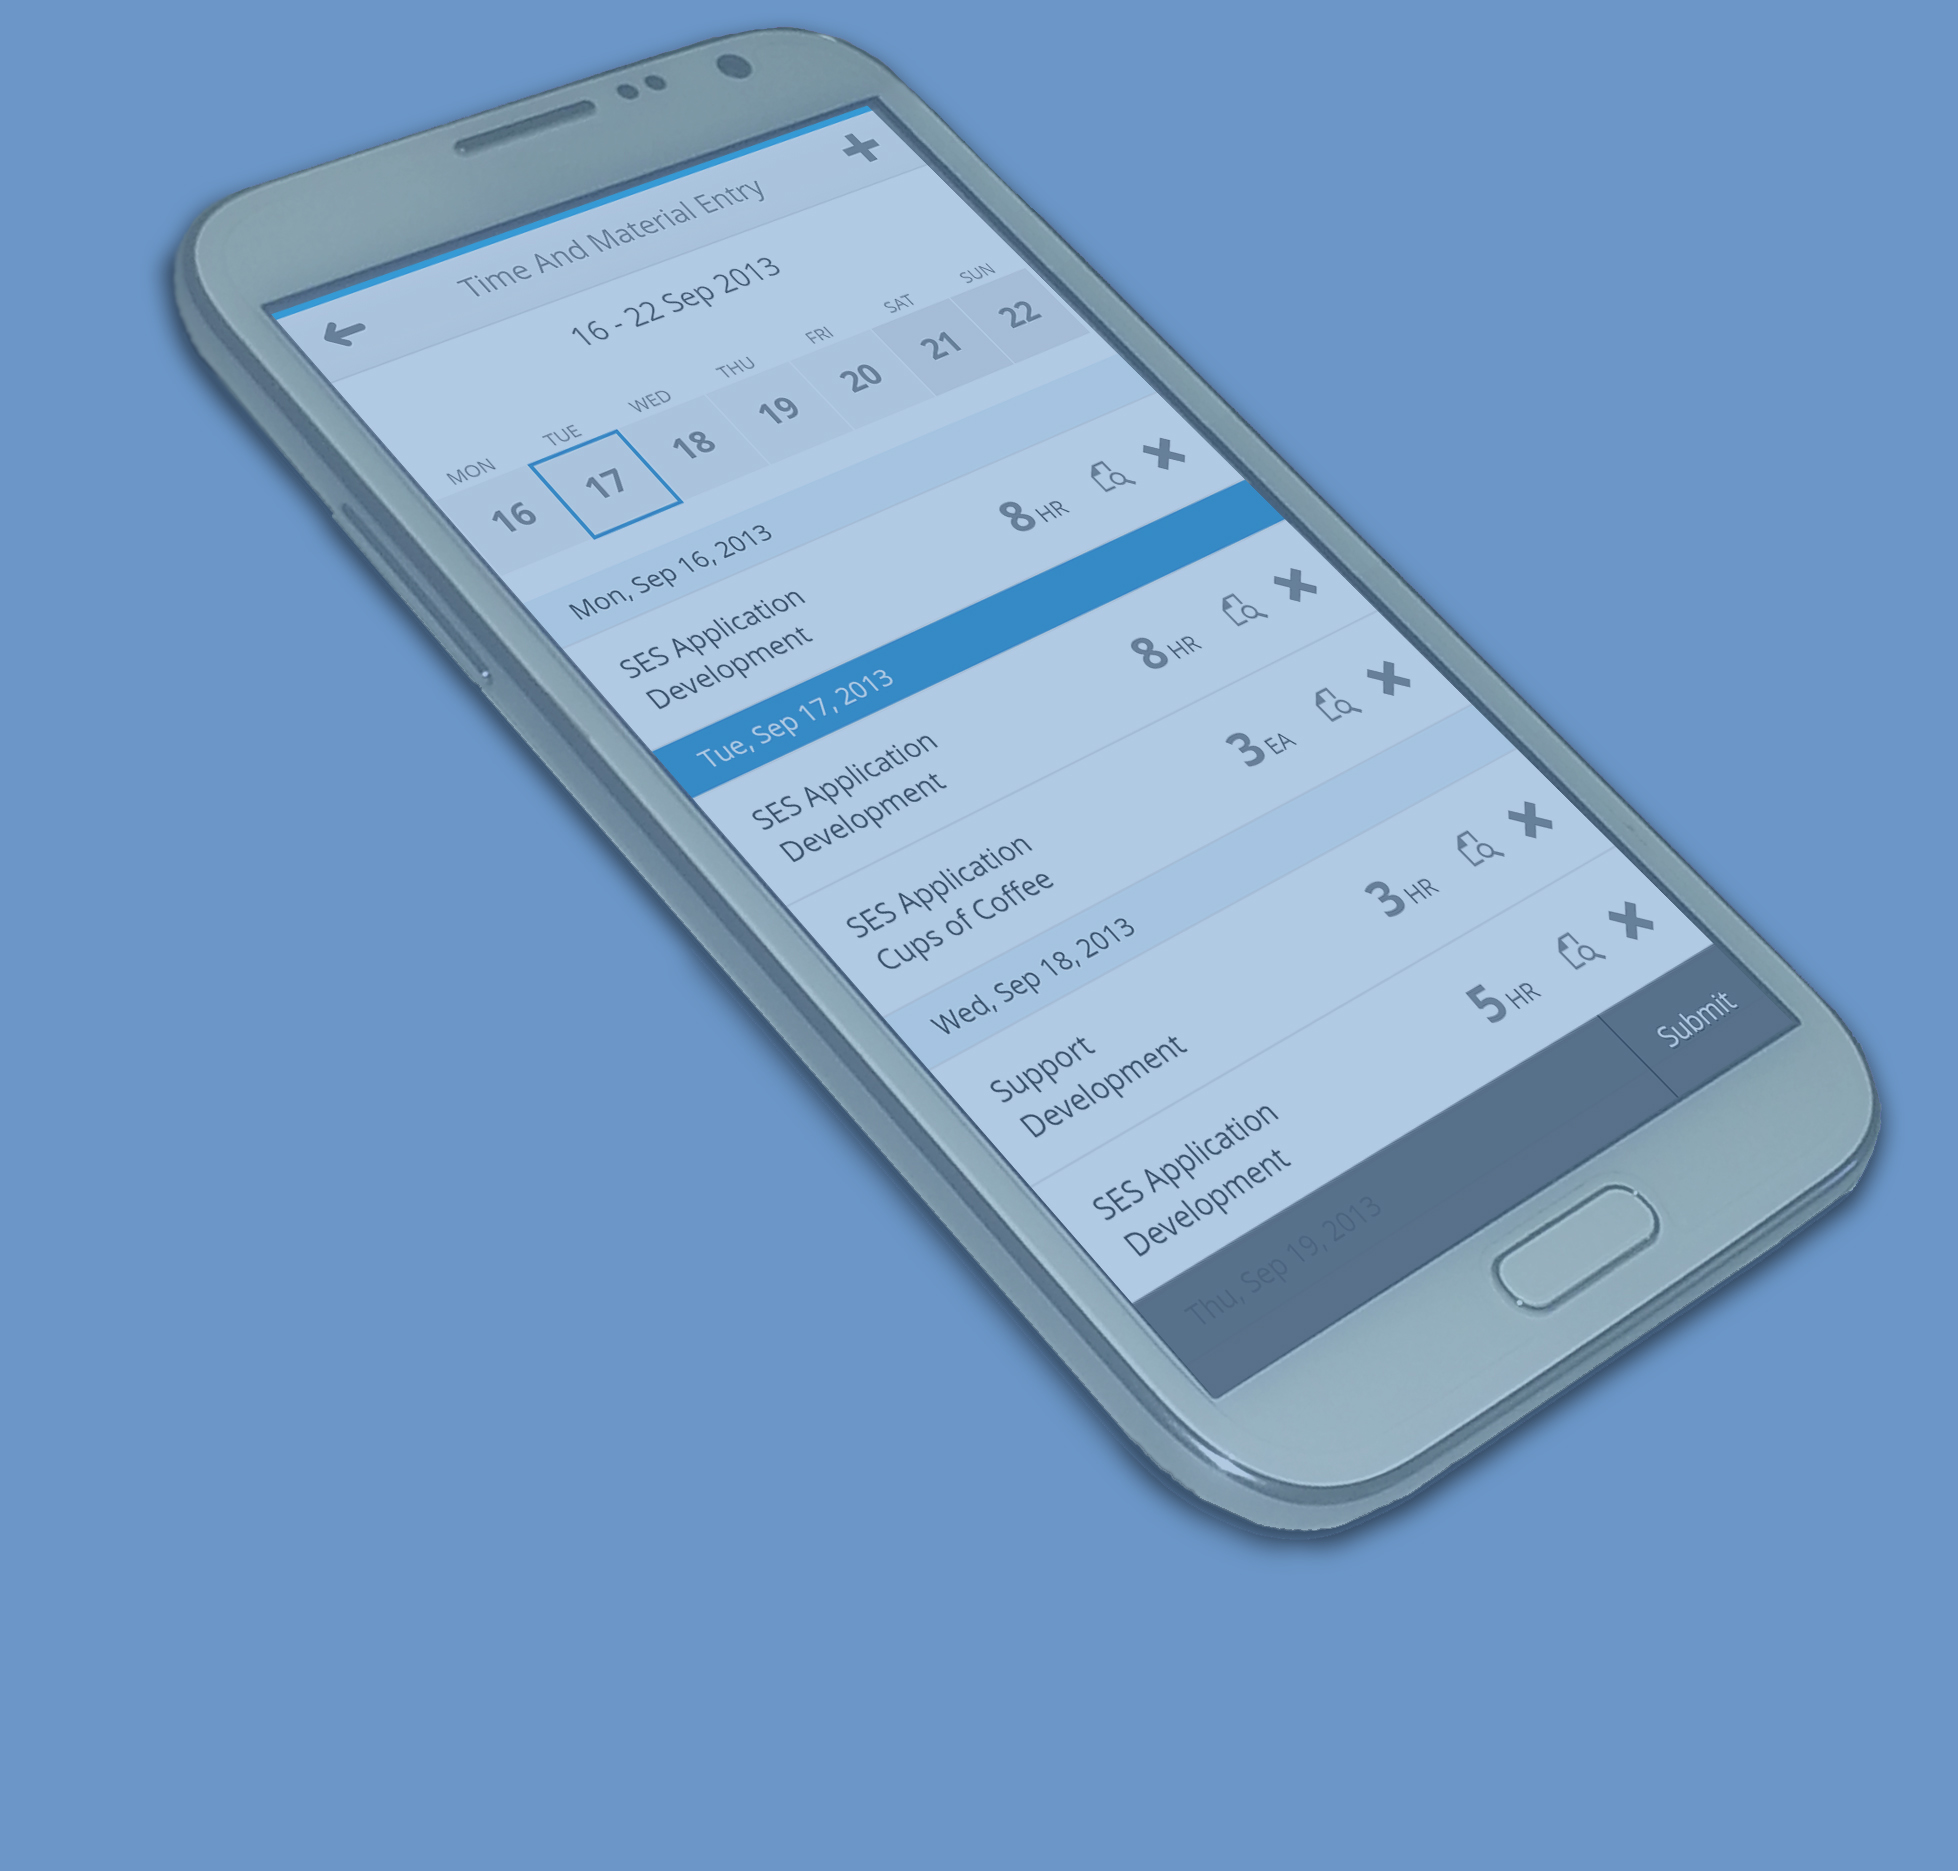 Time And Material Entry
16 - 22 Sep 2013
MON TUE WED THU FRI SAT SUN
16 17 18 19 20 21 22
Mon, Sep 16, 2013
SES Application
Development
8 HR
Tue, Sep 17, 2013
SES Application
Development
8 HR
SES Application
Cups of Coffee
3 EA
Wed, Sep 18, 2013
Support
Development
3 HR
SES Application
Development
5 HR
Thu, Sep 19, 2013
Submit